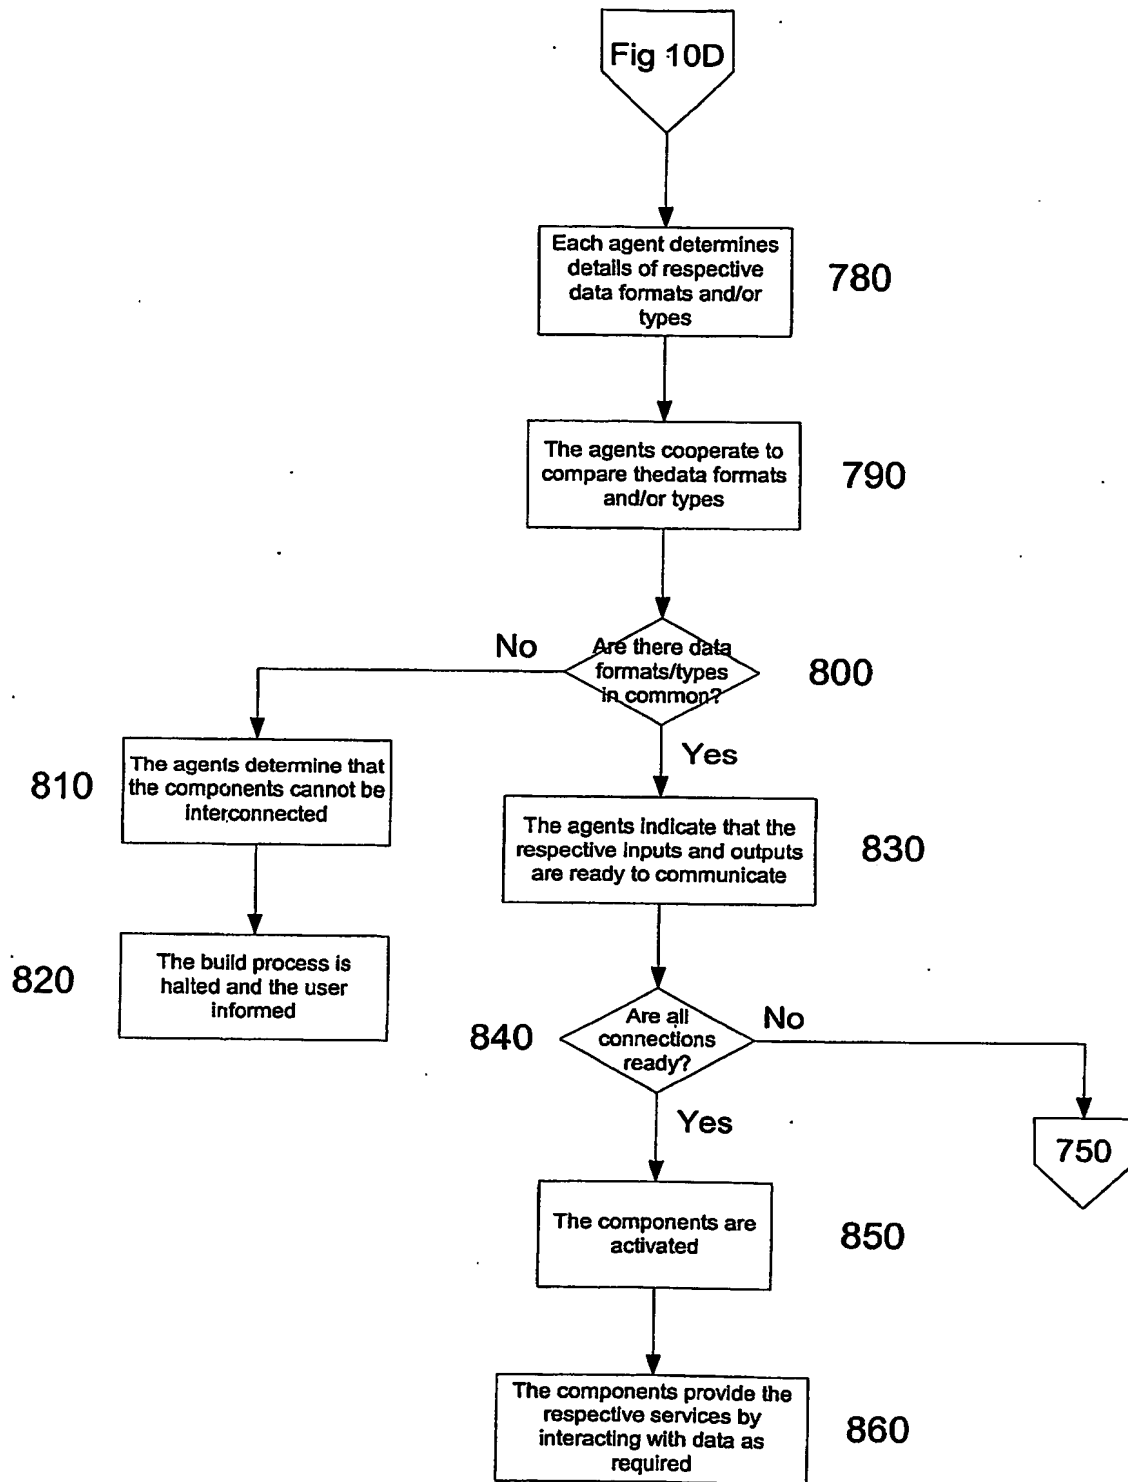 Fig 10D
Each agent determines
details of respective
data formats and/or
types
780
The agents cooperate to
compare thedata formats
and/or types
790
No
Are there data
formats/types
in common?
800
Yes
810
The agents determine that
the components cannot be
interconnected
The agents indicate that the
respective inputs and outputs
are ready to communicate
830
820
The build process is
halted and the user
informed
840
Are all
connections
ready?
No
Yes
750
The components are
activated
850
The components provide the
respective services by
interacting with data as
required
860